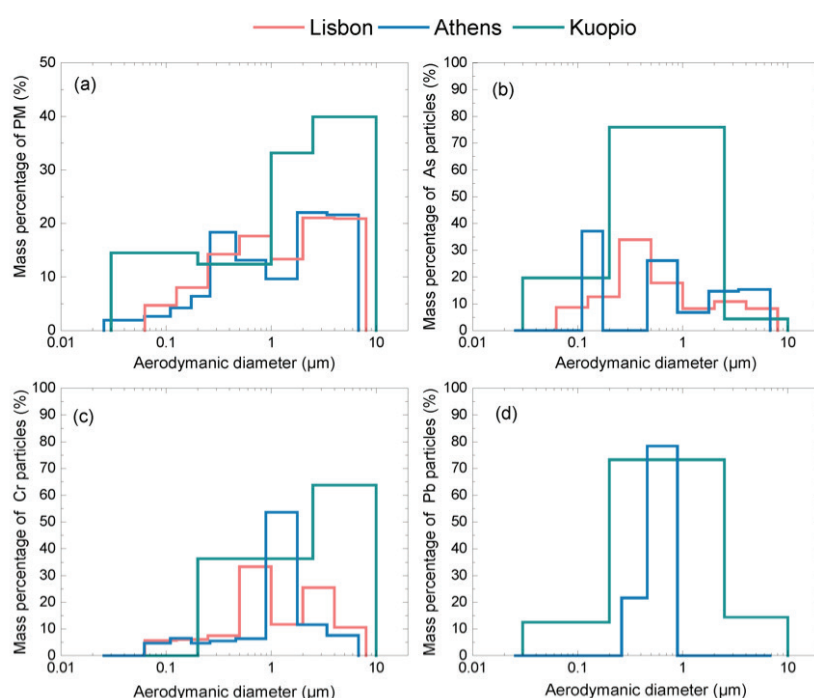 Lisbon Athens Kuopio
(a)
Mass percentage of PM (%)
50
40
30
20
10
0
0.01 0.1 1 10
Aerodymanic diameter (µm)
(b)
Mass percentage of As particles (%)
100
90
80
70
60
50
40
30
20
10
0
0.01 0.1 1 10
Aerodymanic diameter (µm)
(c)
Mass percentage of Cr particles (%)
100
90
80
70
60
50
40
30
20
10
0
0.01 0.1 1 10
Aerodymanic diameter (µm)
(d)
Mass percentage of Pb particles (%)
100
90
80
70
60
50
40
30
20
10
0
0.01 0.1 1 10
Aerodymanic diameter (µm)